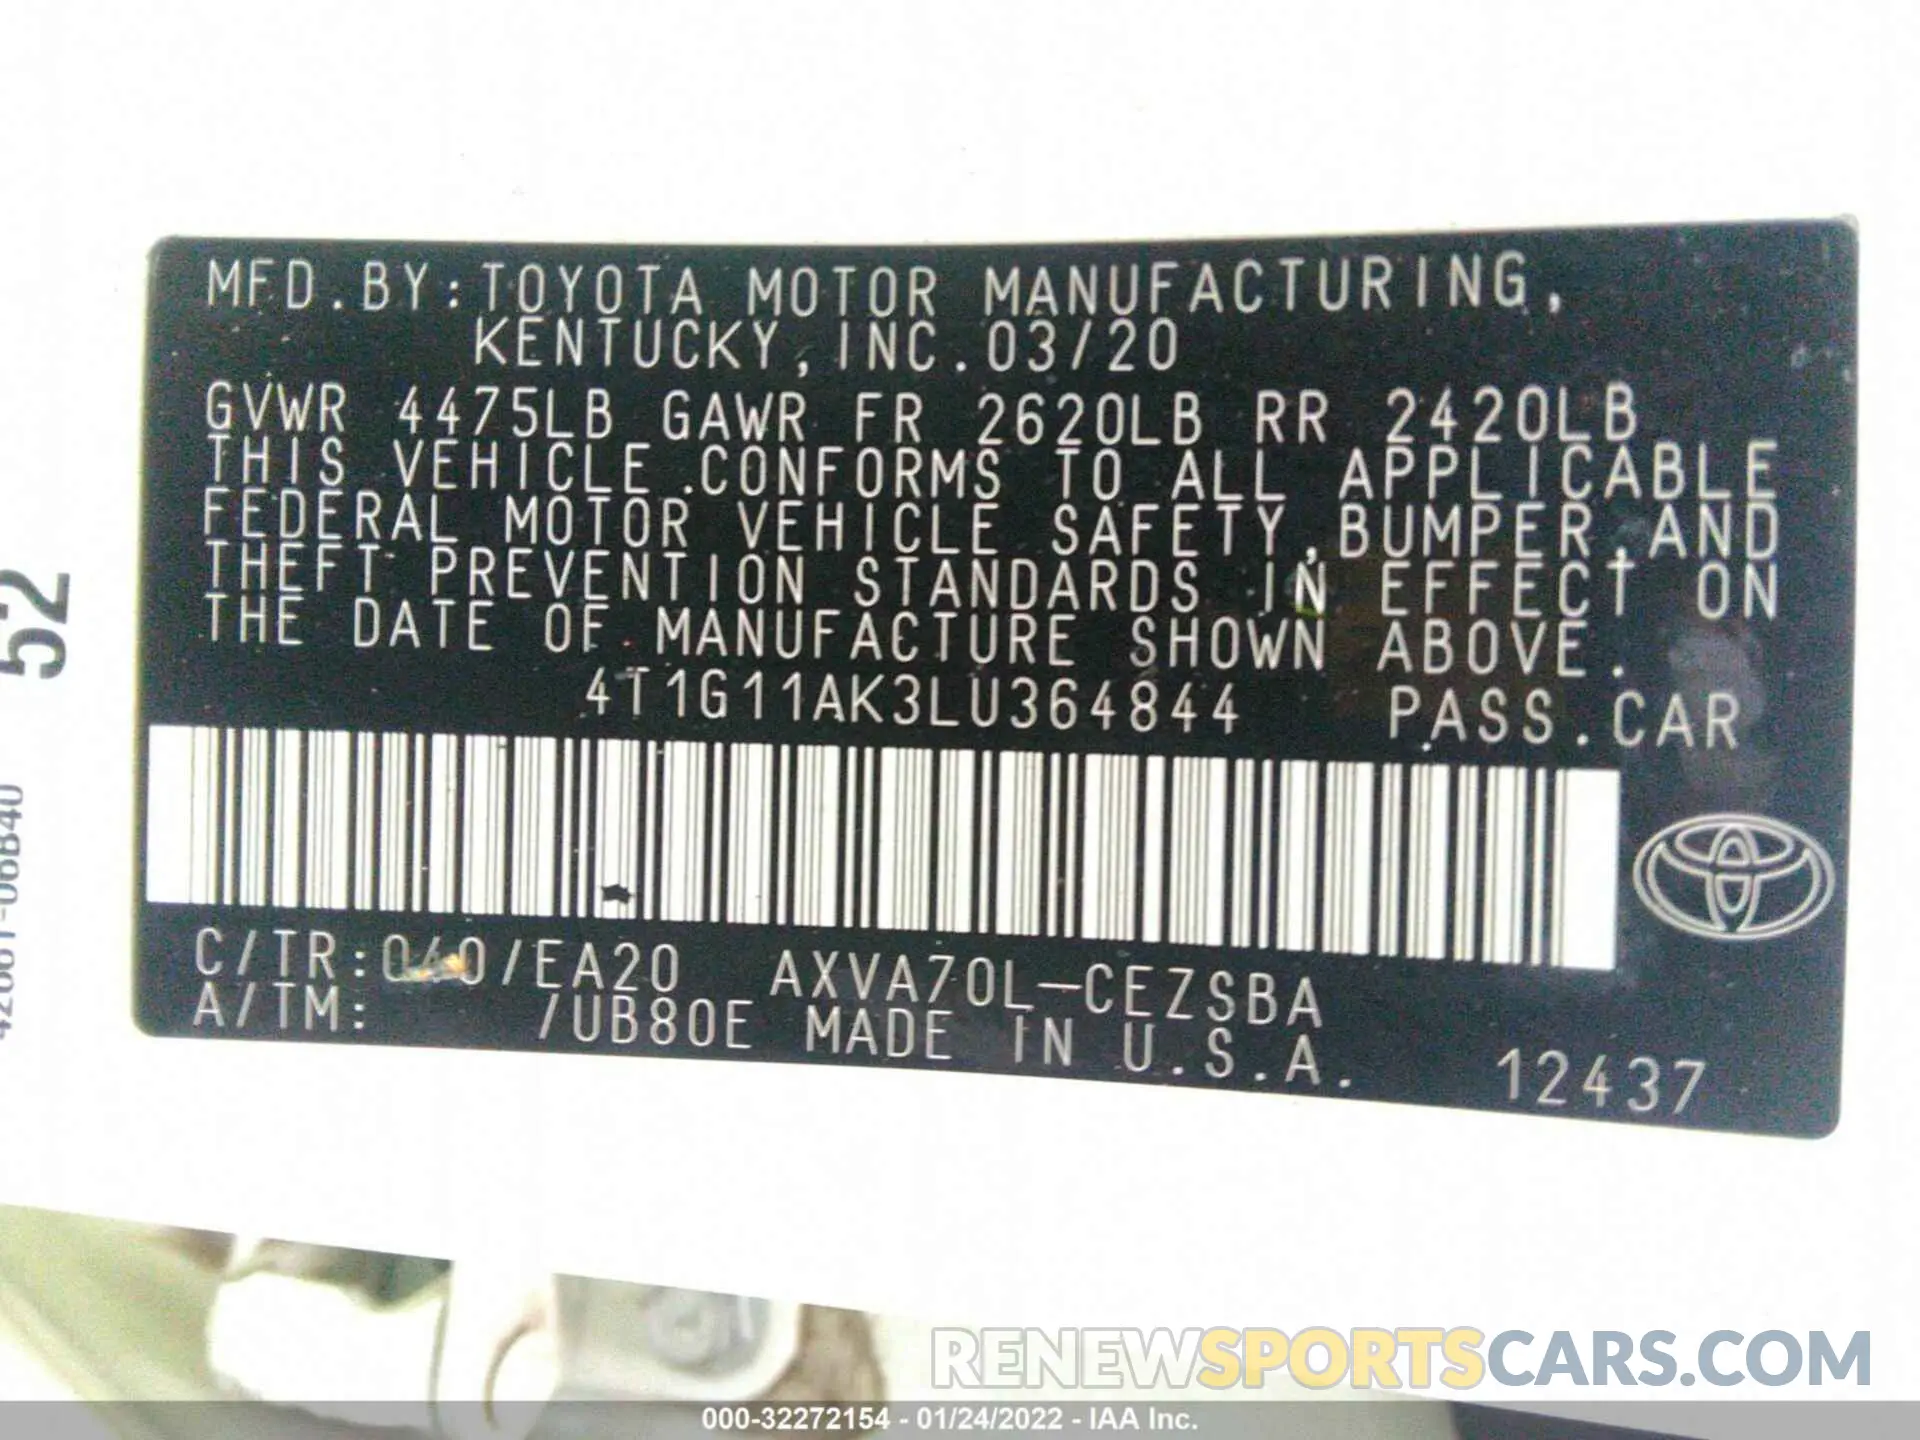 MFD.BY:TOYOTA MOTOR MANUFACTURING,
KENTUCKY,INC.03/20
GVWR 4475LB GAWR FR 2620LB RR 2420LB
THIS VEHICLE CONFORMS TO ALL APPLICABLE
FEDERAL MOTOR VEHICLE SAFETY,BUMPER,AND
THEFT PREVENTION STANDARDS IN EFFECT ON
THE DATE OF MANUFACTURE SHOWN ABOVE.
4T1G11AK3LU364844 PASS.CAR
C/TR:040/EA20 AXVA70L-CEZSBA
A/TM: /UB80E MADE IN U.S.A.
12437
52
RENEWSPORTSCARS.COM
000-32272154 - 01/24/2022 - IAA Inc.